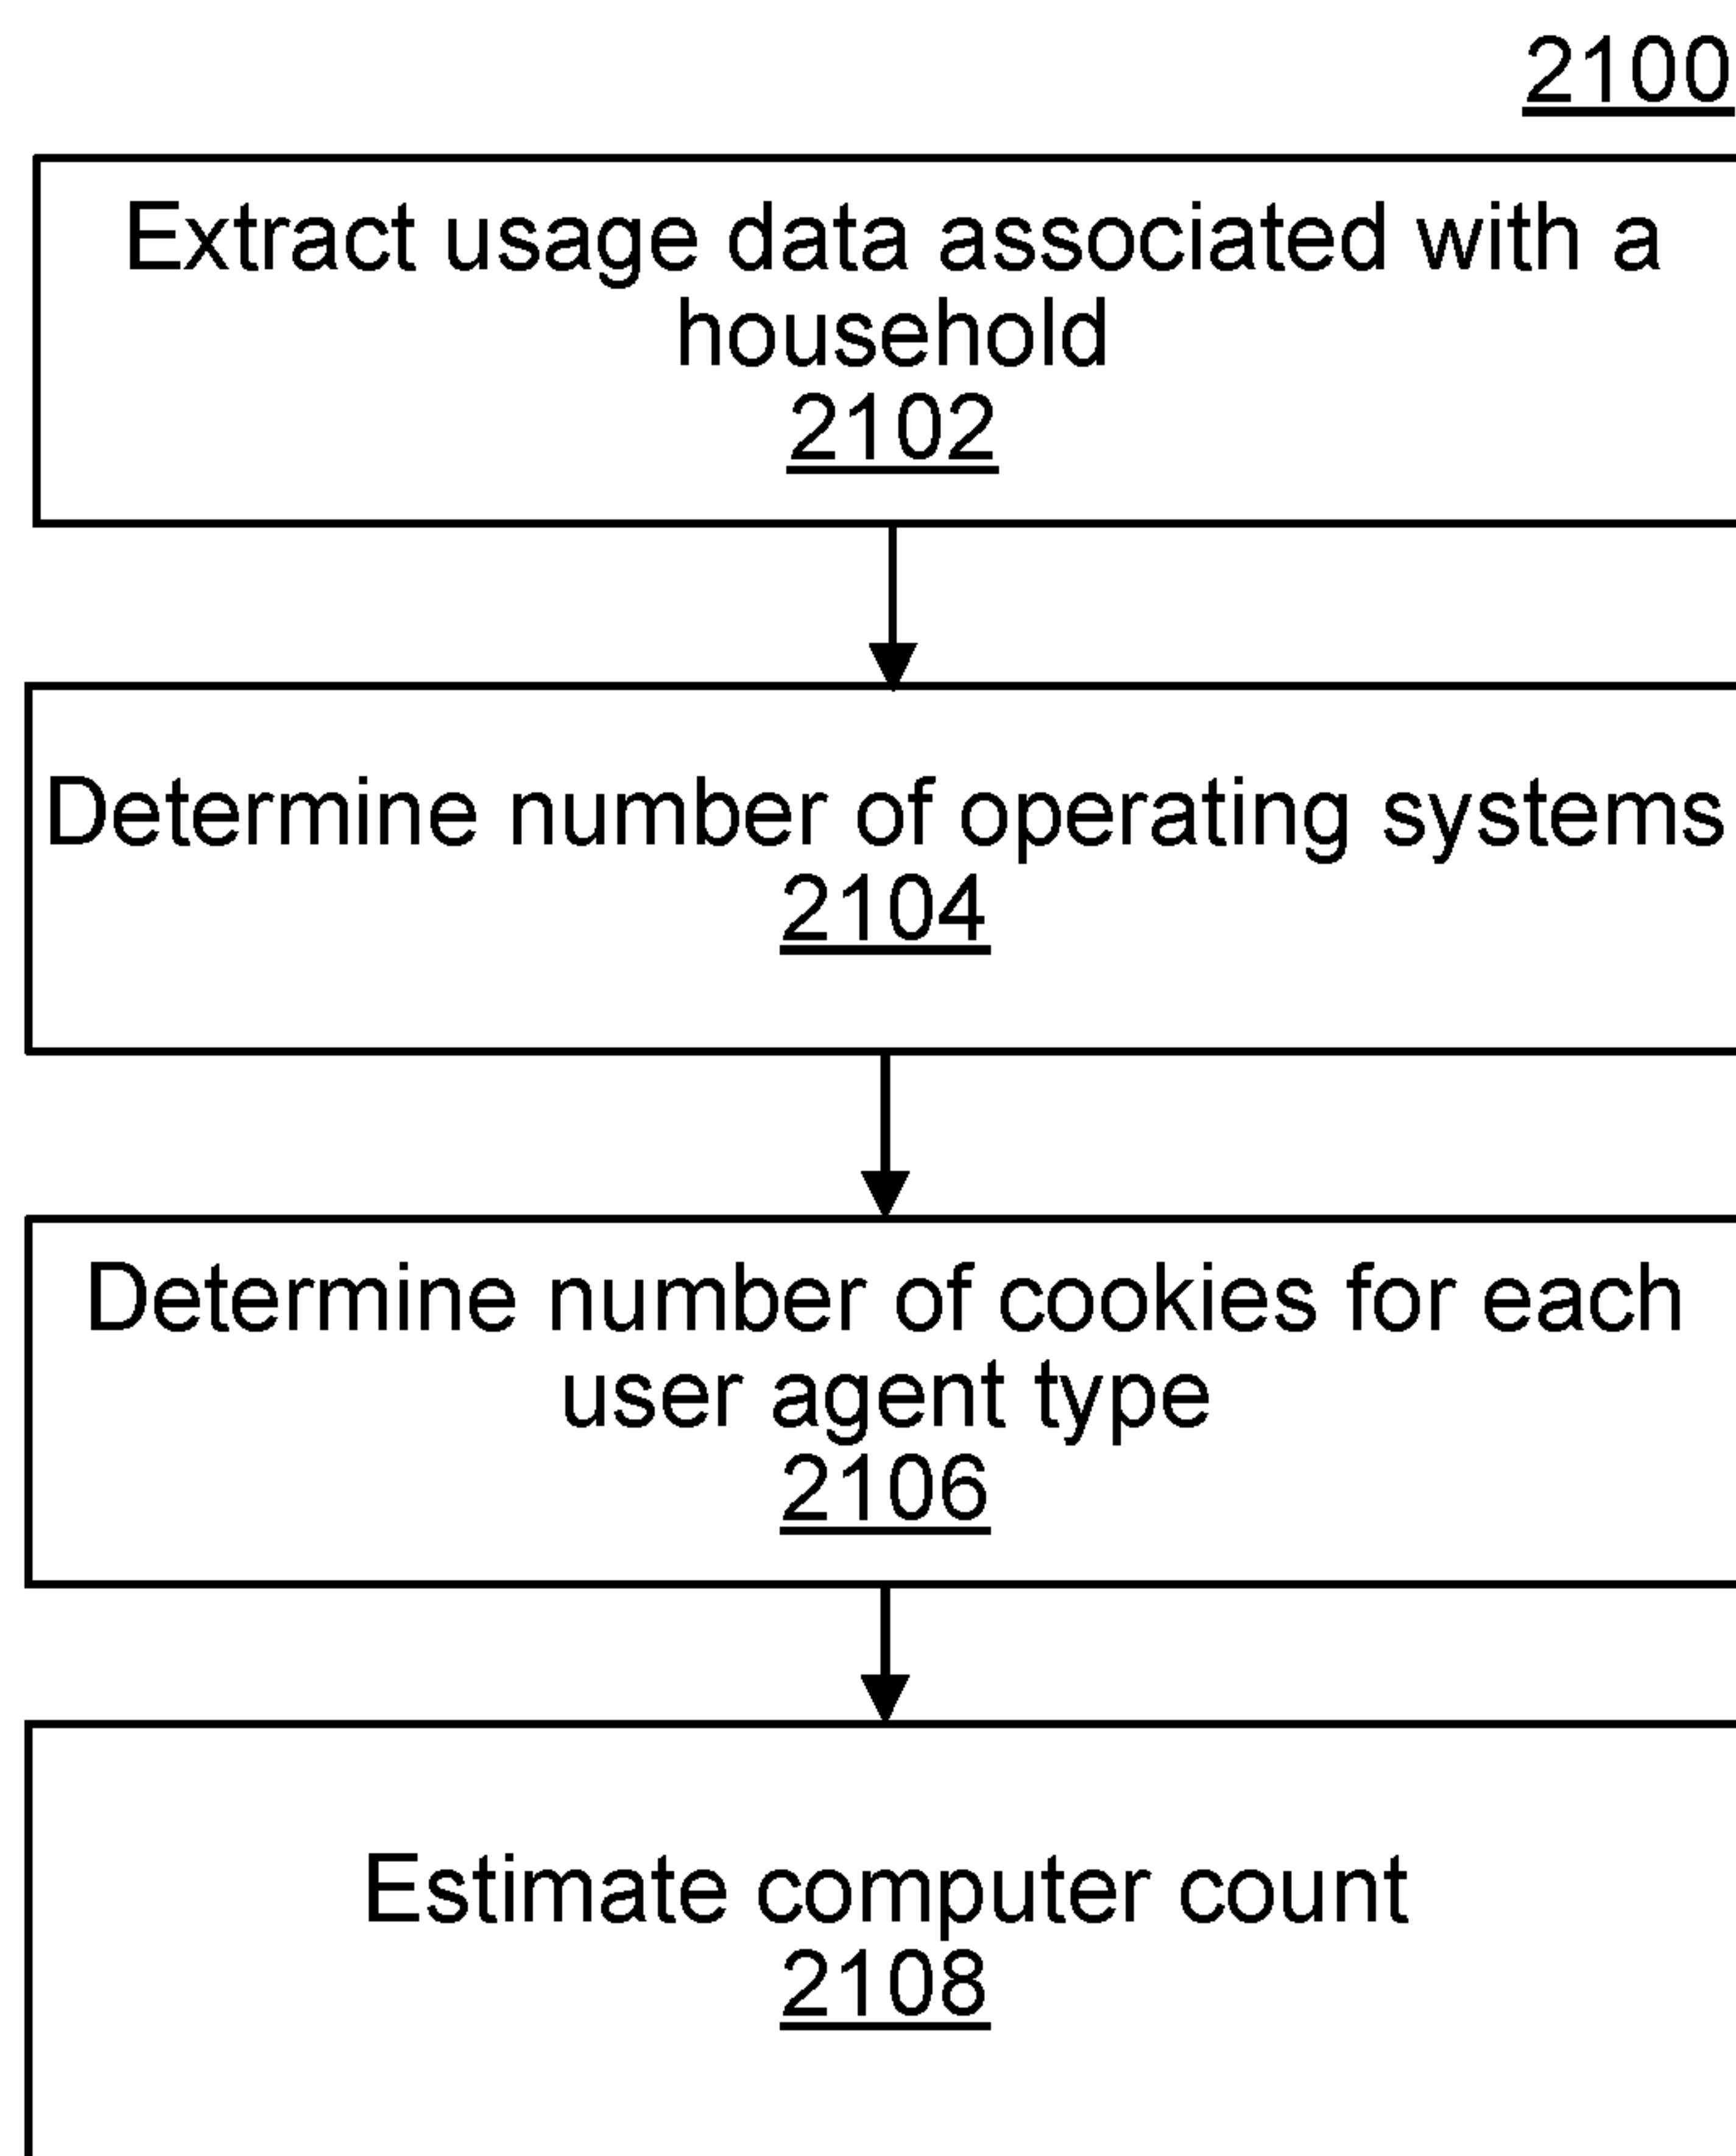 2100
Extract usage data associated with a
household
2102
Determine number of operating systems
2104
Determine number of cookies for each
user agent type
2106
Estimate computer count
2108